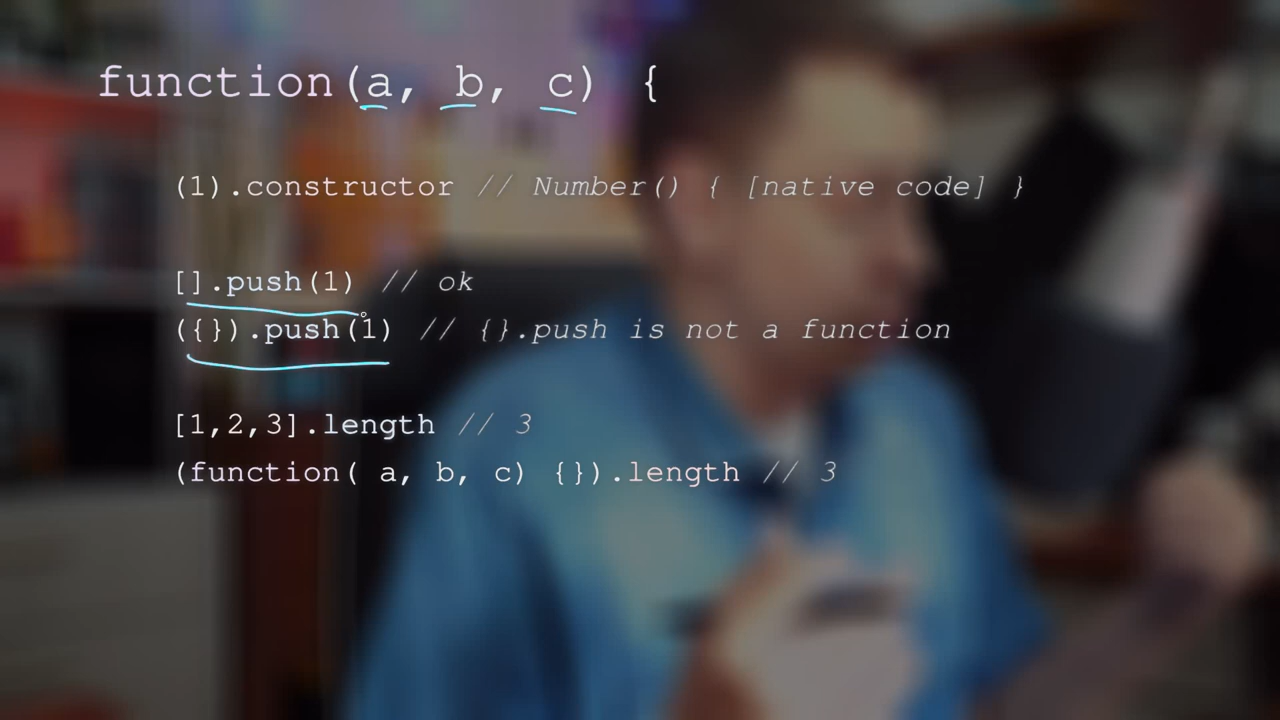 function(a, b, c) {
(1).constructor // Number() { [native code] }
[].push(1) // ok
({}).push(1) // {}.push is not a function
[1,2,3].length // 3
(function( a, b, c) {}).length // 3